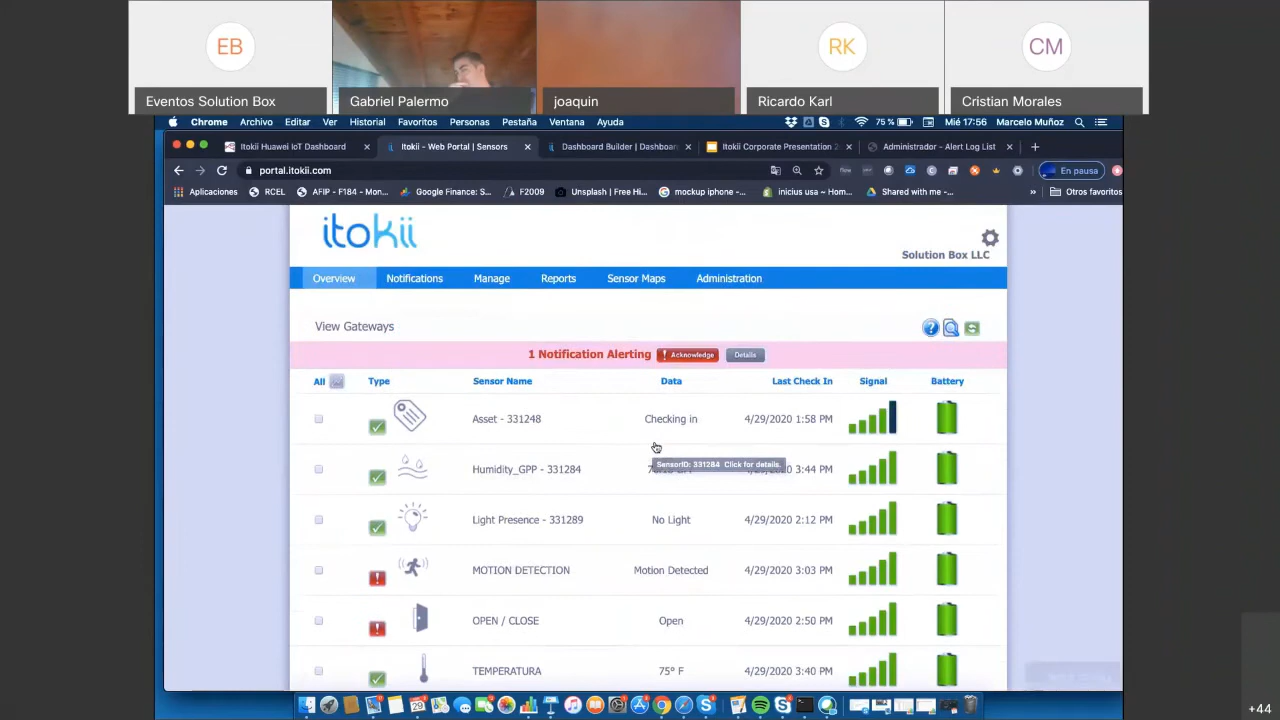 EB
RK
CM
Eventos Solution Box
Gabriel Palermo
joaquin
Ricardo Karl
Cristian Morales
Chrome Archivo Editar Ver Historial Favoritos Personas Pestaña Ventana Ayuda 75 % Mié 17:56 Marcelo Muñoz
Itokii Huawei IoT Dashboard
Itokii - Web Portal | Sensors
Dashboard Builder | Dashboar
Itokii Corporate Presentation 2
Administrador - Alert Log List
portal.itokii.com
En pausa
Aplicaciones RCEL AFIP - F184 - Mon... Google Finance: S... F2009 Unsplash | Free Hi... mockup iphone -... inicius usa ~ Hom... Shared with me -... » Otros favoritos
itokii
Solution Box LLC
Overview Notifications Manage Reports Sensor Maps Administration
View Gateways
1 Notification Alerting Acknowledge Details
All Type Sensor Name Data Last Check In Signal Battery
Asset - 331248 Checking in 4/29/2020 1:58 PM
SensorID: 331284 Click for details.
Humidity_GPP - 331284 3:44 PM
Light Presence - 331289 No Light 4/29/2020 2:12 PM
MOTION DETECTION Motion Detected 4/29/2020 3:03 PM
OPEN / CLOSE Open 4/29/2020 2:50 PM
TEMPERATURA 75° F 4/29/2020 3:40 PM
+44